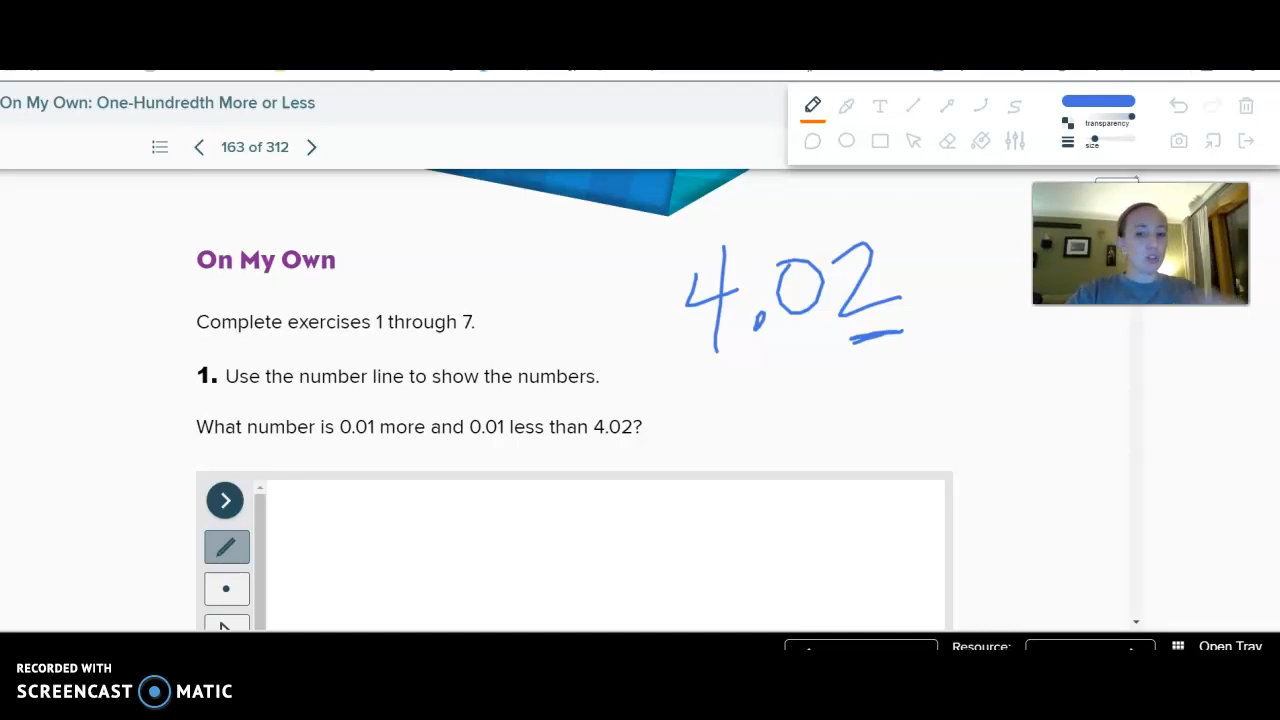 On My Own: One-Hundredth More or Less
163 of 312
transparency
size
On My Own
4.02
Complete exercises 1 through 7.
1. Use the number line to show the numbers.
What number is 0.01 more and 0.01 less than 4.02?
Resource:
Open Tray
RECORDED WITH
SCREENCAST MATIC